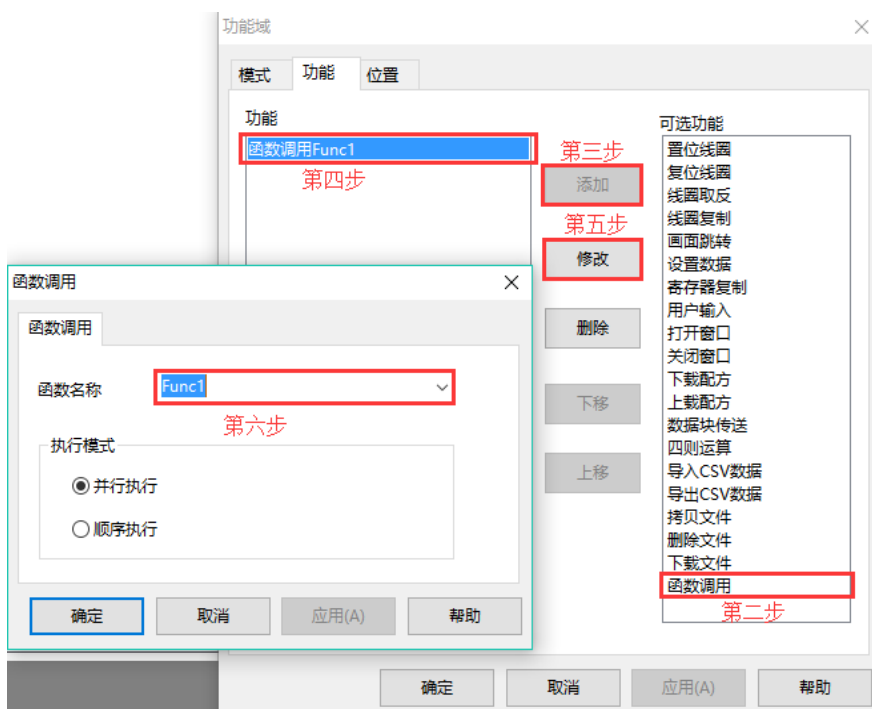 功能域
模式
功能
位置
功能
函数调用Func1
第四步
第三步
添加
第五步
修改
删除
下移
上移
可选功能
置位线圈
复位线圈
线圈取反
线圈复制
画面跳转
设置数据
寄存器复制
用户输入
打开窗口
关闭窗口
下载配方
上载配方
数据块传送
四则运算
导入CSV数据
导出CSV数据
拷贝文件
删除文件
下载文件
函数调用
第二步
函数调用
函数调用
函数名称
Func1
第六步
执行模式
并行执行
顺序执行
确定
取消
应用(A)
帮助
确定
取消
应用(A)
帮助